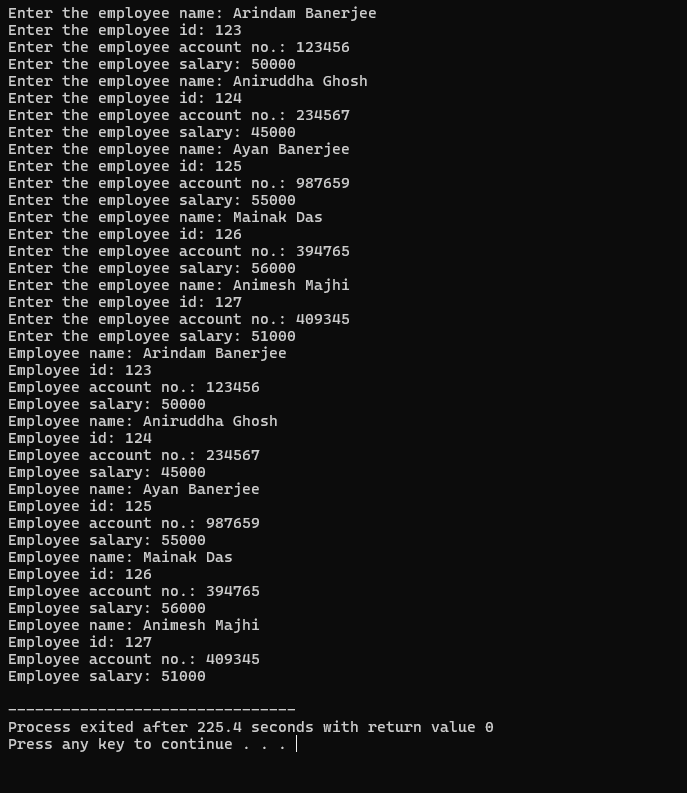 Enter the employee name: Arindam Banerjee
Enter the employee id: 123
Enter the employee account no.: 123456
Enter the employee salary: 50000
Enter the employee name: Aniruddha Ghosh
Enter the employee id: 124
Enter the employee account no.: 234567
Enter the employee salary: 45000
Enter the employee name: Ayan Banerjee
Enter the employee id: 125
Enter the employee account no.: 987659
Enter the employee salary: 55000
Enter the employee name: Mainak Das
Enter the employee id: 126
Enter the employee account no.: 394765
Enter the employee salary: 56000
Enter the employee name: Animesh Majhi
Enter the employee id: 127
Enter the employee account no.: 409345
Enter the employee salary: 51000
Employee name: Arindam Banerjee
Employee id: 123
Employee account no.: 123456
Employee salary: 50000
Employee name: Aniruddha Ghosh
Employee id: 124
Employee account no.: 234567
Employee salary: 45000
Employee name: Ayan Banerjee
Employee id: 125
Employee account no.: 987659
Employee salary: 55000
Employee name: Mainak Das
Employee id: 126
Employee account no.: 394765
Employee salary: 56000
Employee name: Animesh Majhi
Employee id: 127
Employee account no.: 409345
Employee salary: 51000
--------------------------------
Process exited after 225.4 seconds with return value 0
Press any key to continue . . .